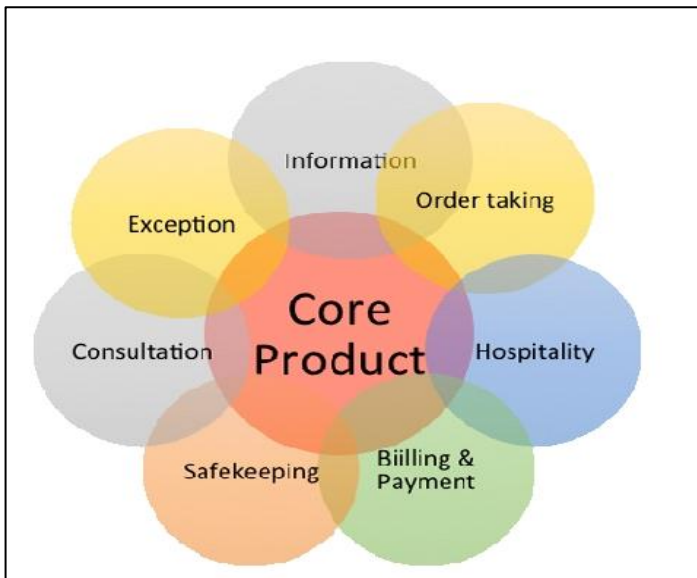 Information
Order taking
Exception
Core
Product
Consultation
Hospitality
Safekeeping
Biilling &
Payment